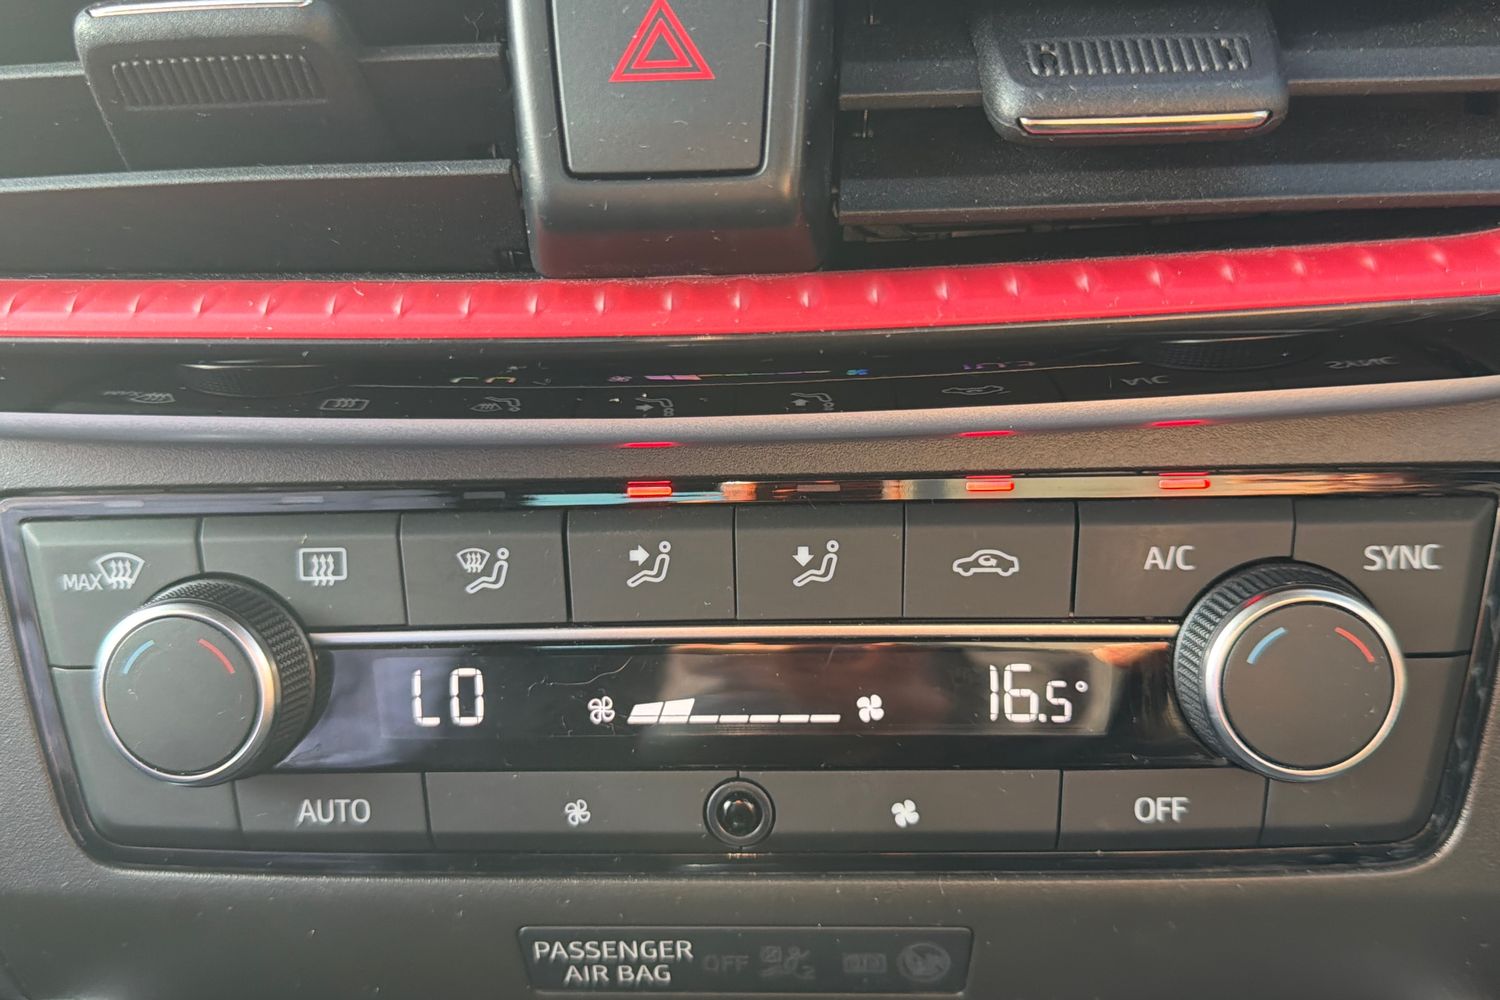 MAX
A/C
SYNC
LO
16.5°
AUTO
OFF
PASSENGER
AIR BAG
OFF